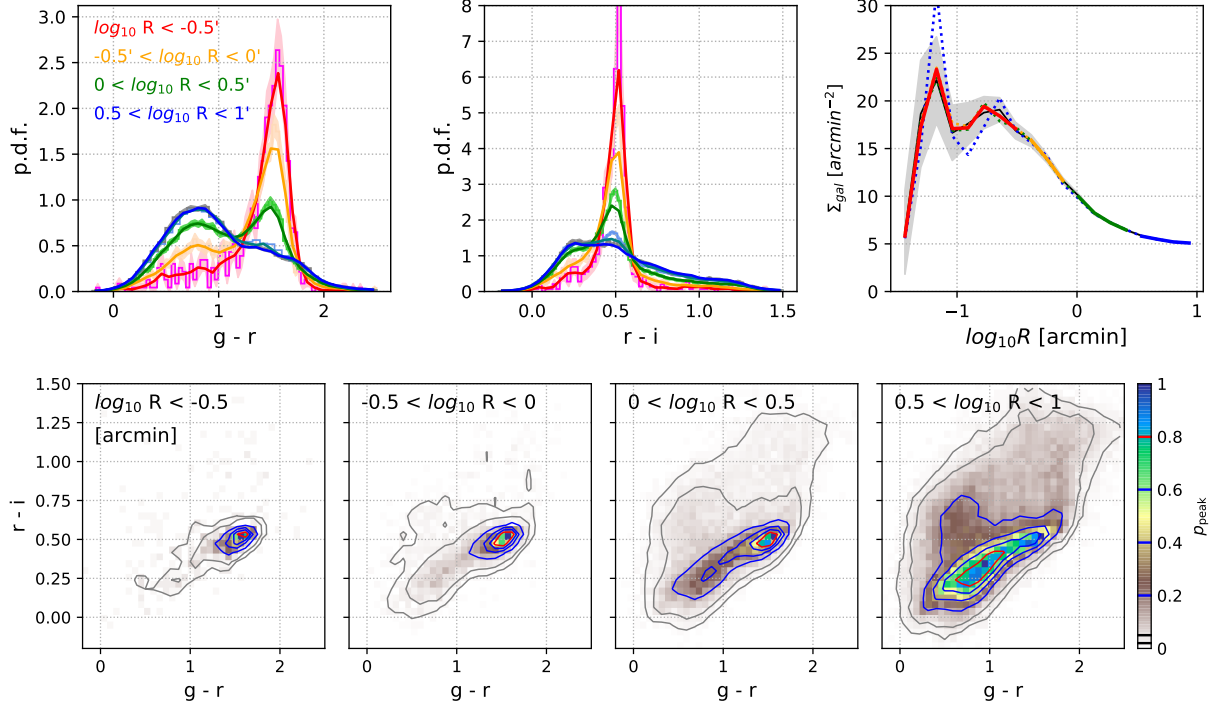 log₁₀ R < -0.5'
-0.5' < log₁₀ R < 0'
0 < log₁₀ R < 0.5'
0.5 < log₁₀ R < 1'
p.d.f.
3.0
2.5
2.0
1.5
1.0
0.5
0.0
0
1
2
g - r
p.d.f.
8
7
6
5
4
3
2
1
0
0.0
0.5
1.0
1.5
r - i
Σgal [arcmin⁻²]
30
25
20
15
10
5
0
−1
0
1
log₁₀R [arcmin]
r - i
1.50
1.25
1.00
0.75
0.50
0.25
0.00
log₁₀ R < -0.5
[arcmin]
0
1
2
g - r
-0.5 < log₁₀ R < 0
0
1
2
g - r
0 < log₁₀ R < 0.5
0
1
2
g - r
0.5 < log₁₀ R < 1
0
1
2
g - r
1
0.8
0.6
0.4
0.2
0
ppeak